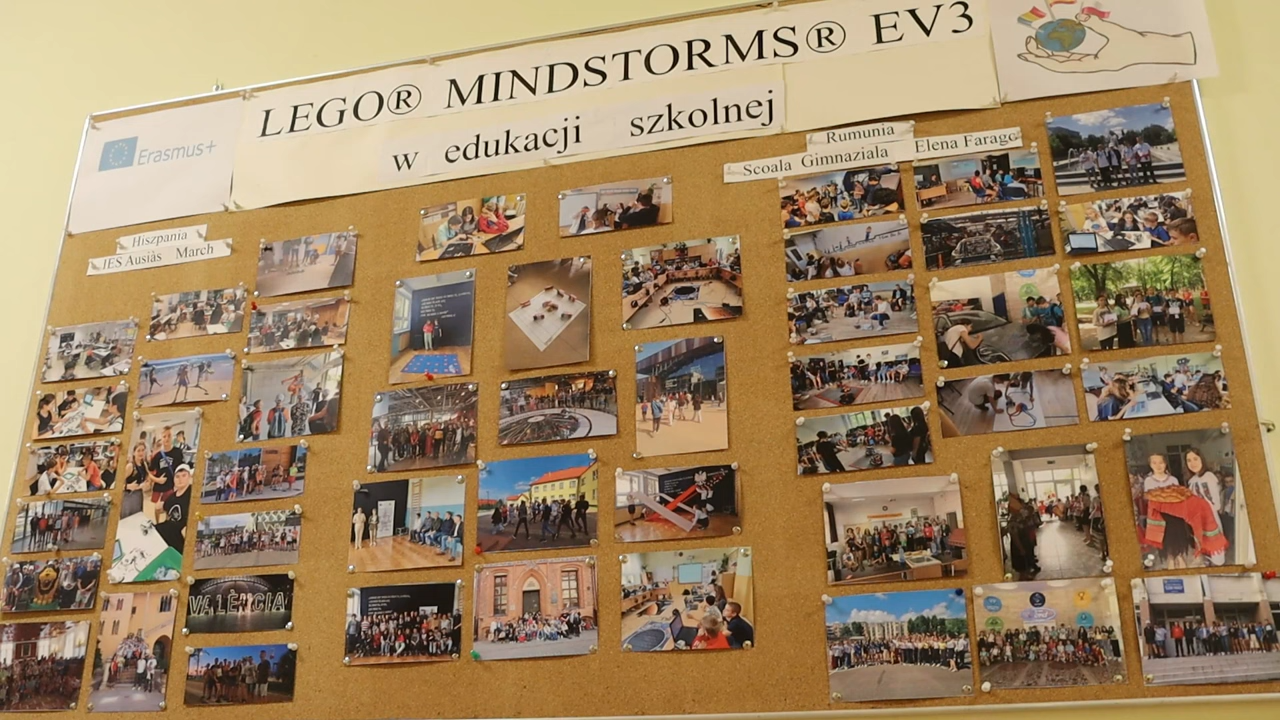 LEGO® MINDSTORMS® EV3
w edukacji szkolnej
Erasmus+
Rumunia
Scoala Gimnaziala Elena Farago
Hiszpania
IES Ausiàs March
VALÈNCIA